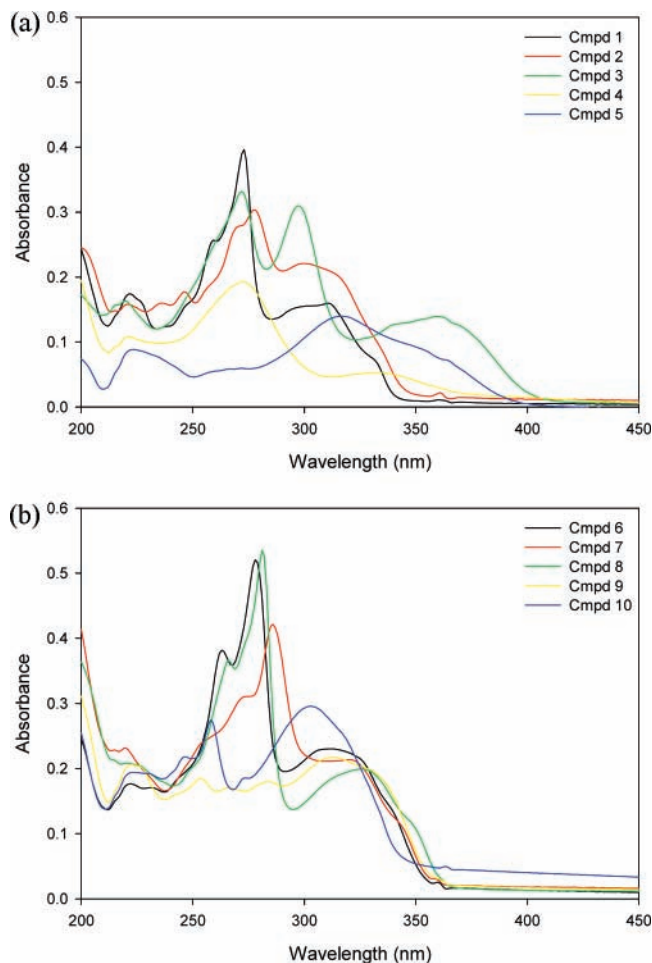 (a)
0.6
0.5
0.4
0.3
0.2
0.1
0.0
Absorbance
Cmpd 1
Cmpd 2
Cmpd 3
Cmpd 4
Cmpd 5
200 250 300 350 400 450
Wavelength (nm)
(b)
0.6
0.5
0.4
0.3
0.2
0.1
0.0
Absorbance
Cmpd 6
Cmpd 7
Cmpd 8
Cmpd 9
Cmpd 10
200 250 300 350 400 450
Wavelength (nm)